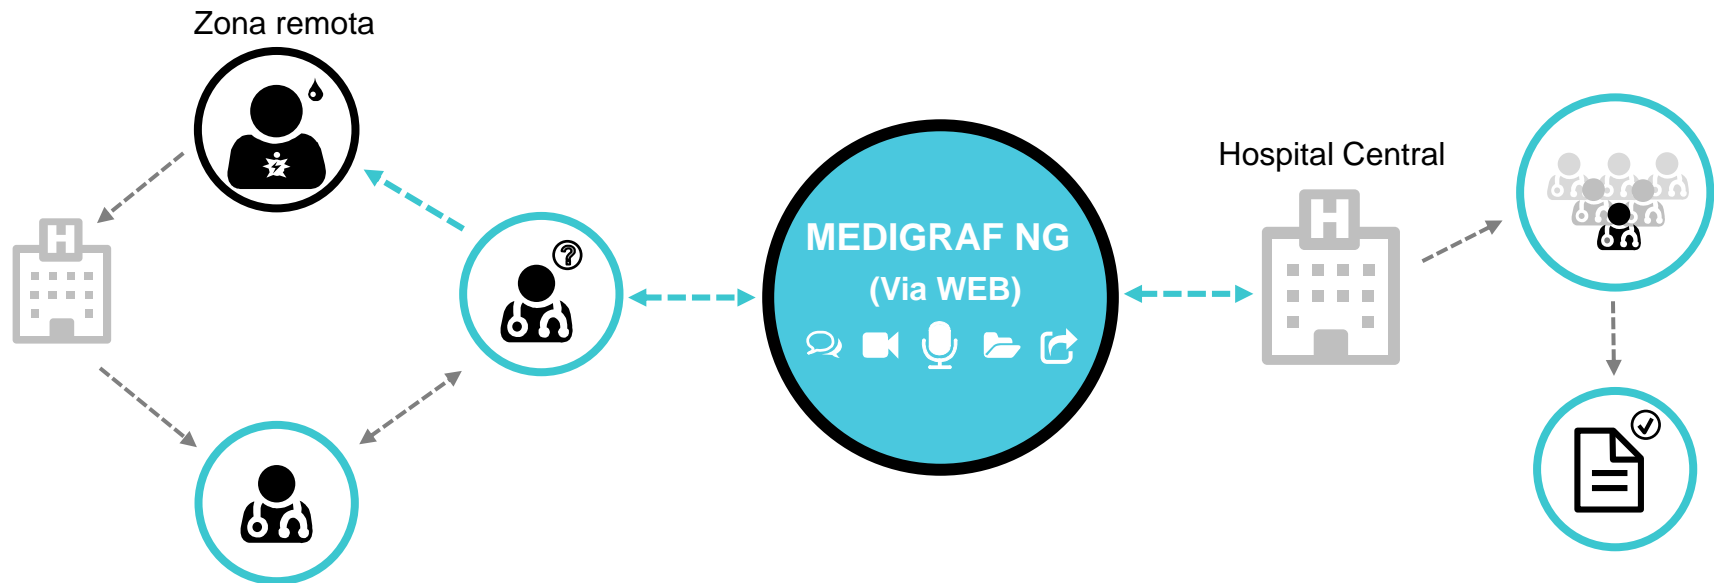 Zona remota
Hospital Central
H
H
?
MEDIGRAF NG
(Via WEB)